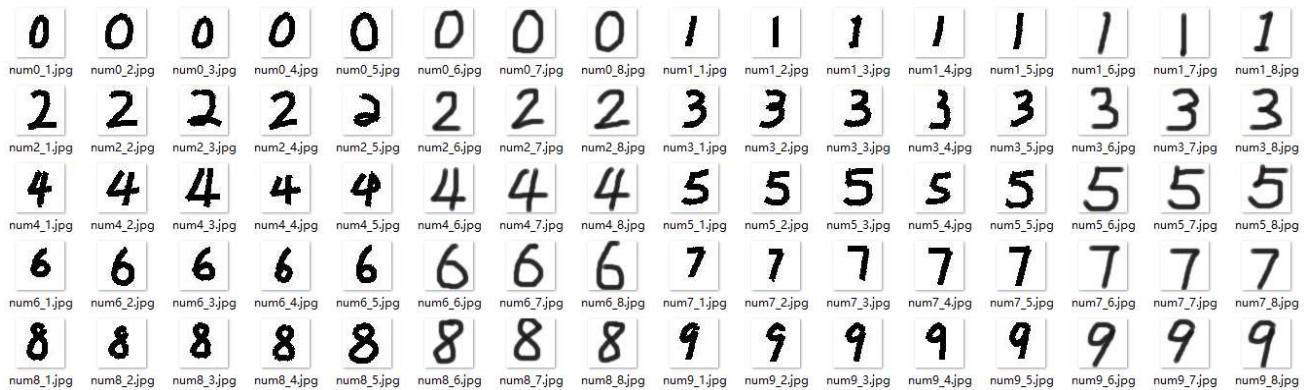 0 0 0 0 0 0 0 0 1 1 1 1 1 1 1 1
num0_1.jpg num0_2.jpg num0_3.jpg num0_4.jpg num0_5.jpg num0_6.jpg num0_7.jpg num0_8.jpg num1_1.jpg num1_2.jpg num1_3.jpg num1_4.jpg num1_5.jpg num1_6.jpg num1_7.jpg num1_8.jpg
2 2 2 2 2 2 2 2 3 3 3 3 3 3 3 3
num2_1.jpg num2_2.jpg num2_3.jpg num2_4.jpg num2_5.jpg num2_6.jpg num2_7.jpg num2_8.jpg num3_1.jpg num3_2.jpg num3_3.jpg num3_4.jpg num3_5.jpg num3_6.jpg num3_7.jpg num3_8.jpg
4 4 4 4 4 4 4 4 5 5 5 5 5 5 5 5
num4_1.jpg num4_2.jpg num4_3.jpg num4_4.jpg num4_5.jpg num4_6.jpg num4_7.jpg num4_8.jpg num5_1.jpg num5_2.jpg num5_3.jpg num5_4.jpg num5_5.jpg num5_6.jpg num5_7.jpg num5_8.jpg
6 6 6 6 6 6 6 6 7 7 7 7 7 7 7 7
num6_1.jpg num6_2.jpg num6_3.jpg num6_4.jpg num6_5.jpg num6_6.jpg num6_7.jpg num6_8.jpg num7_1.jpg num7_2.jpg num7_3.jpg num7_4.jpg num7_5.jpg num7_6.jpg num7_7.jpg num7_8.jpg
8 8 8 8 8 8 8 8 9 9 9 9 9 9 9 9
num8_1.jpg num8_2.jpg num8_3.jpg num8_4.jpg num8_5.jpg num8_6.jpg num8_7.jpg num8_8.jpg num9_1.jpg num9_2.jpg num9_3.jpg num9_4.jpg num9_5.jpg num9_6.jpg num9_7.jpg num9_8.jpg